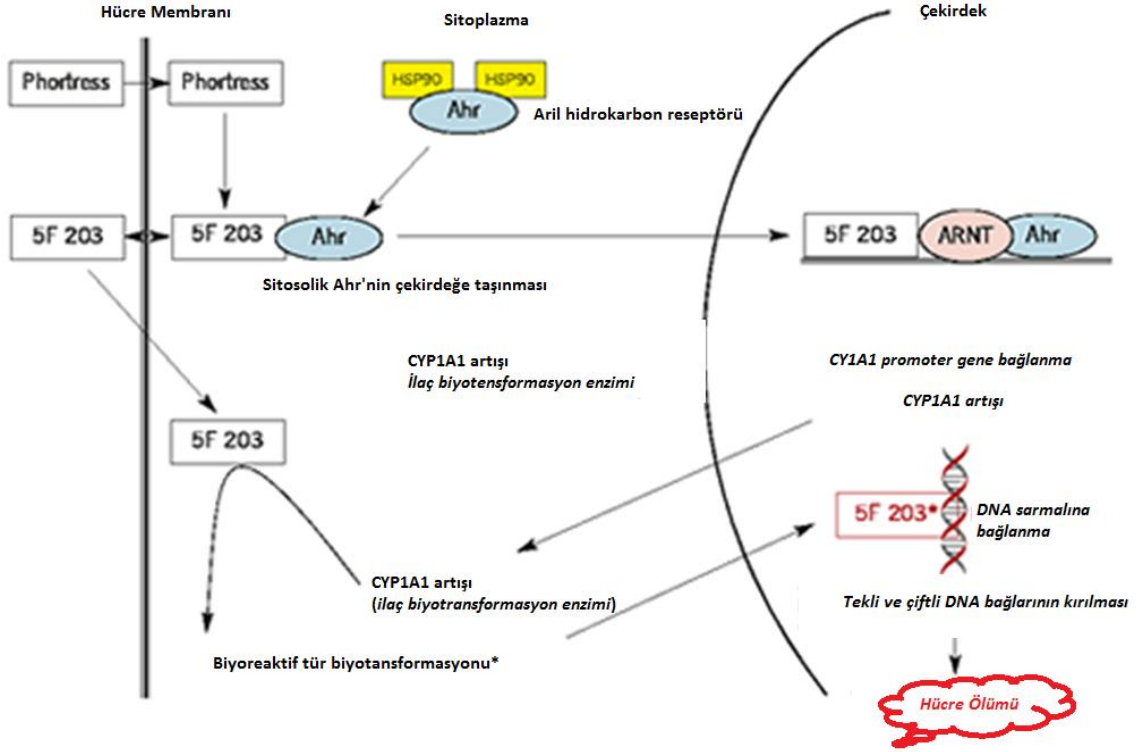 Hücre Membranı
Sitoplazma
Çekirdek
Phortress
Phortress
HSP90
HSP90
Ahr
Aril hidrokarbon reseptörü
5F 203
5F 203
Ahr
5F 203
ARNT
Ahr
Sitosolik Ahr'nin çekirdeğe taşınması
CYP1A1 artışı
İlaç biyotensformasyon enzimi
CY1A1 promoter gene bağlanma
CYP1A1 artışı
5F 203
5F 203*
DNA sarmalına
bağlanma
CYP1A1 artışı
(ilaç biyotransformasyon enzimi)
Tekli ve çiftli DNA bağlarının kırılması
Biyoreaktif tür biyotansformasyonu*
Hücre Ölümü